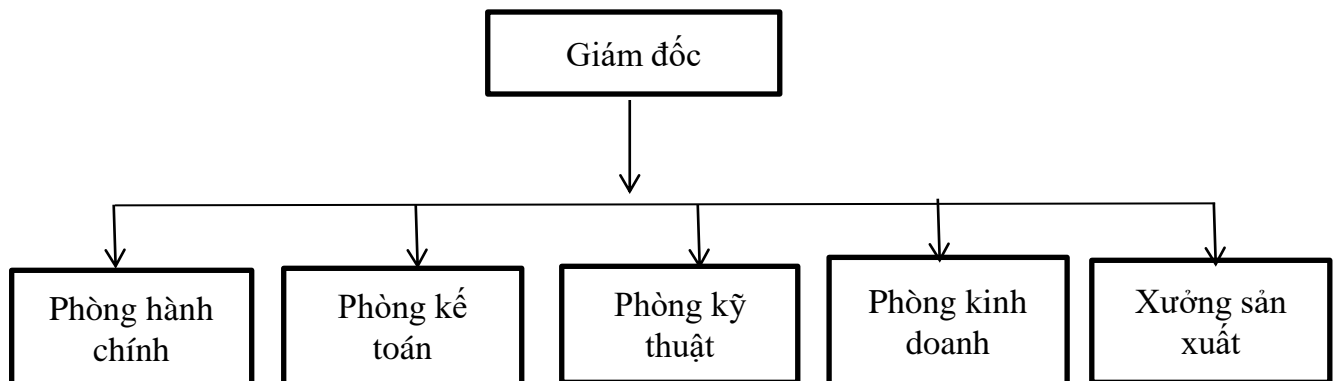 Giám đốc
Phòng hành
chính
Phòng kế
toán
Phòng kỹ
thuật
Phòng kinh
doanh
Xưởng sản
xuất